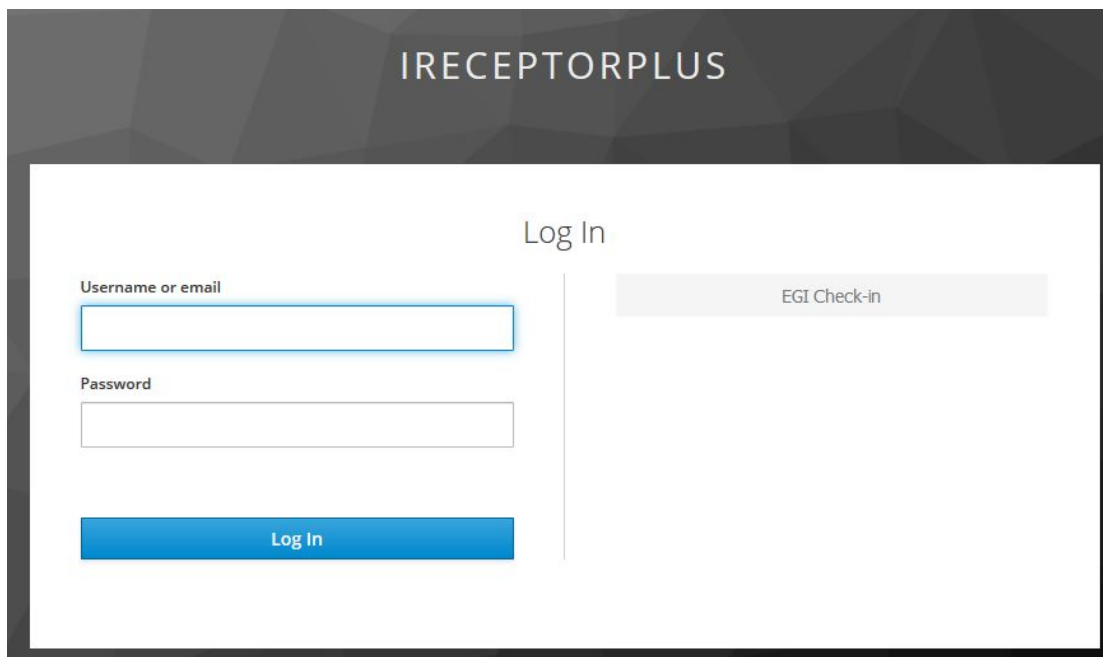 IRECEPTORPLUS
Log In
Username or email
Password
Log In
EGI Check-in